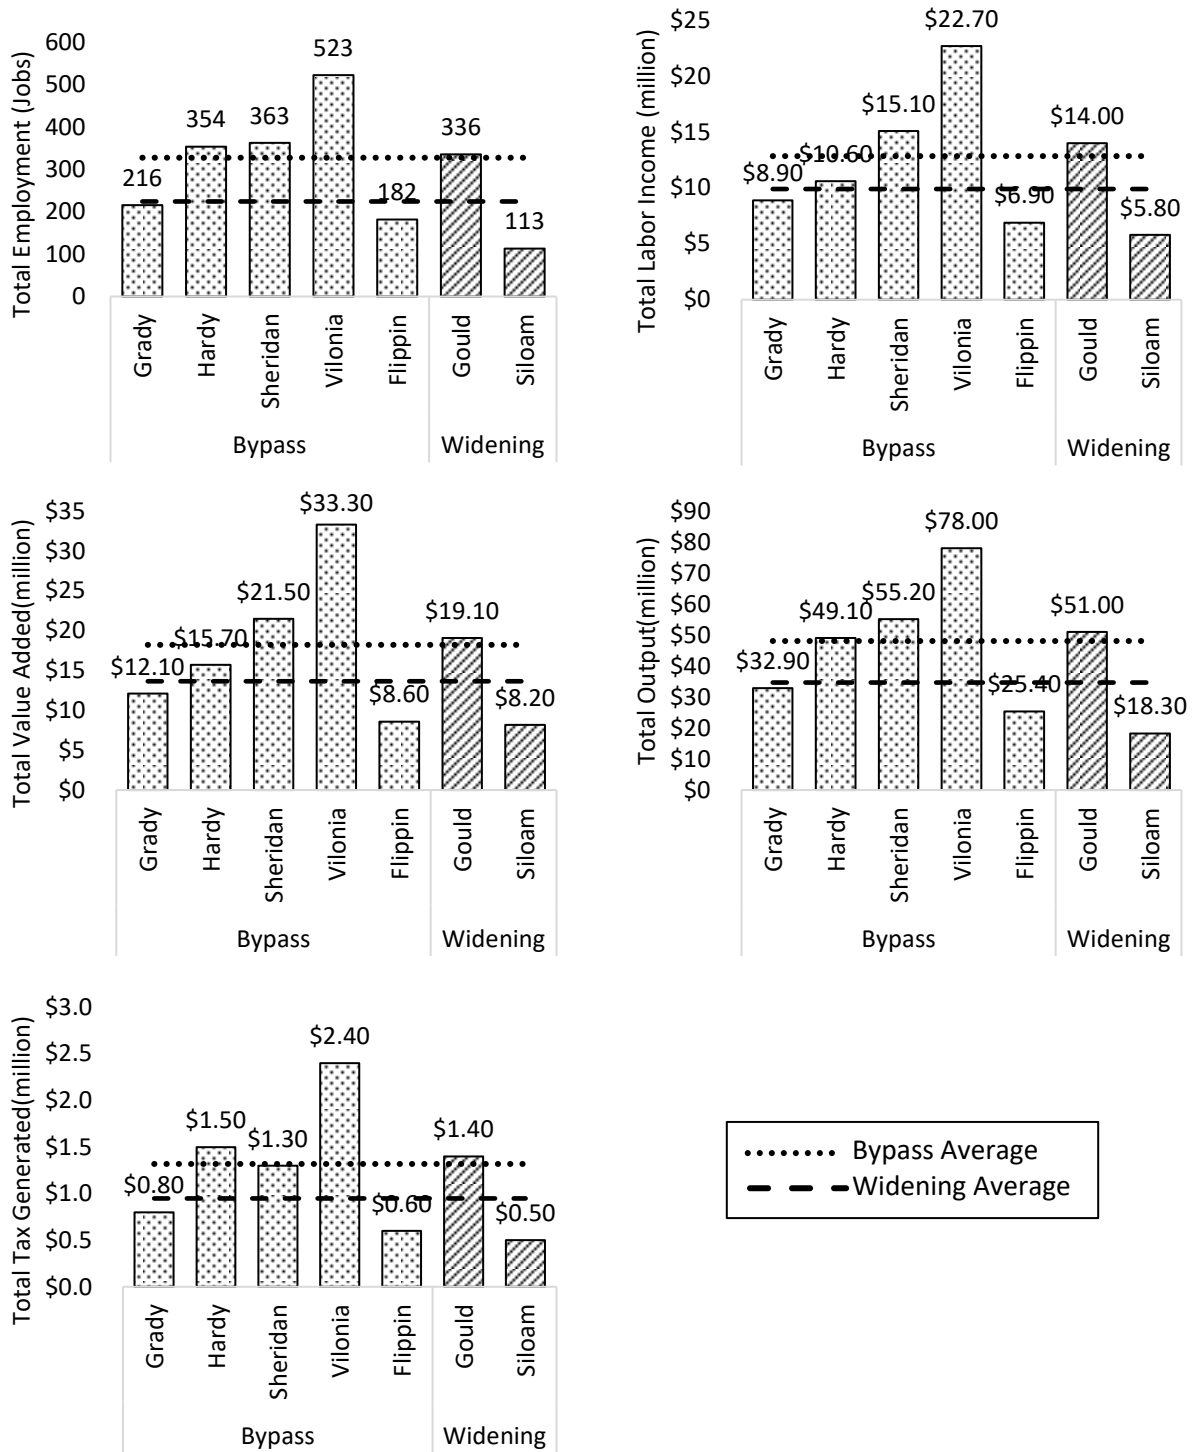 Total Employment (Jobs)
600
500
400
300
200
100
0
216
354
363
523
182
336
113
Grady
Hardy
Sheridan
Vilonia
Flippin
Gould
Siloam
Bypass
Widening
Total Labor Income (million)
$25
$20
$15
$10
$5
$0
$8.90
$10.60
$15.10
$22.70
$6.90
$14.00
$5.80
Grady
Hardy
Sheridan
Vilonia
Flippin
Gould
Siloam
Bypass
Widening
Total Value Added(million)
$35
$30
$25
$20
$15
$10
$5
$0
$12.10
$15.70
$21.50
$33.30
$8.60
$19.10
$8.20
Grady
Hardy
Sheridan
Vilonia
Flippin
Gould
Siloam
Bypass
Widening
Total Output(million)
$90
$80
$70
$60
$50
$40
$30
$20
$10
$0
$32.90
$49.10
$55.20
$78.00
$25.40
$51.00
$18.30
Grady
Hardy
Sheridan
Vilonia
Flippin
Gould
Siloam
Bypass
Widening
Total Tax Generated(million)
$3.0
$2.5
$2.0
$1.5
$1.0
$0.5
$0.0
$0.80
$1.50
$1.30
$2.40
$0.60
$1.40
$0.50
Grady
Hardy
Sheridan
Vilonia
Flippin
Gould
Siloam
Bypass
Widening
Bypass Average
Widening Average